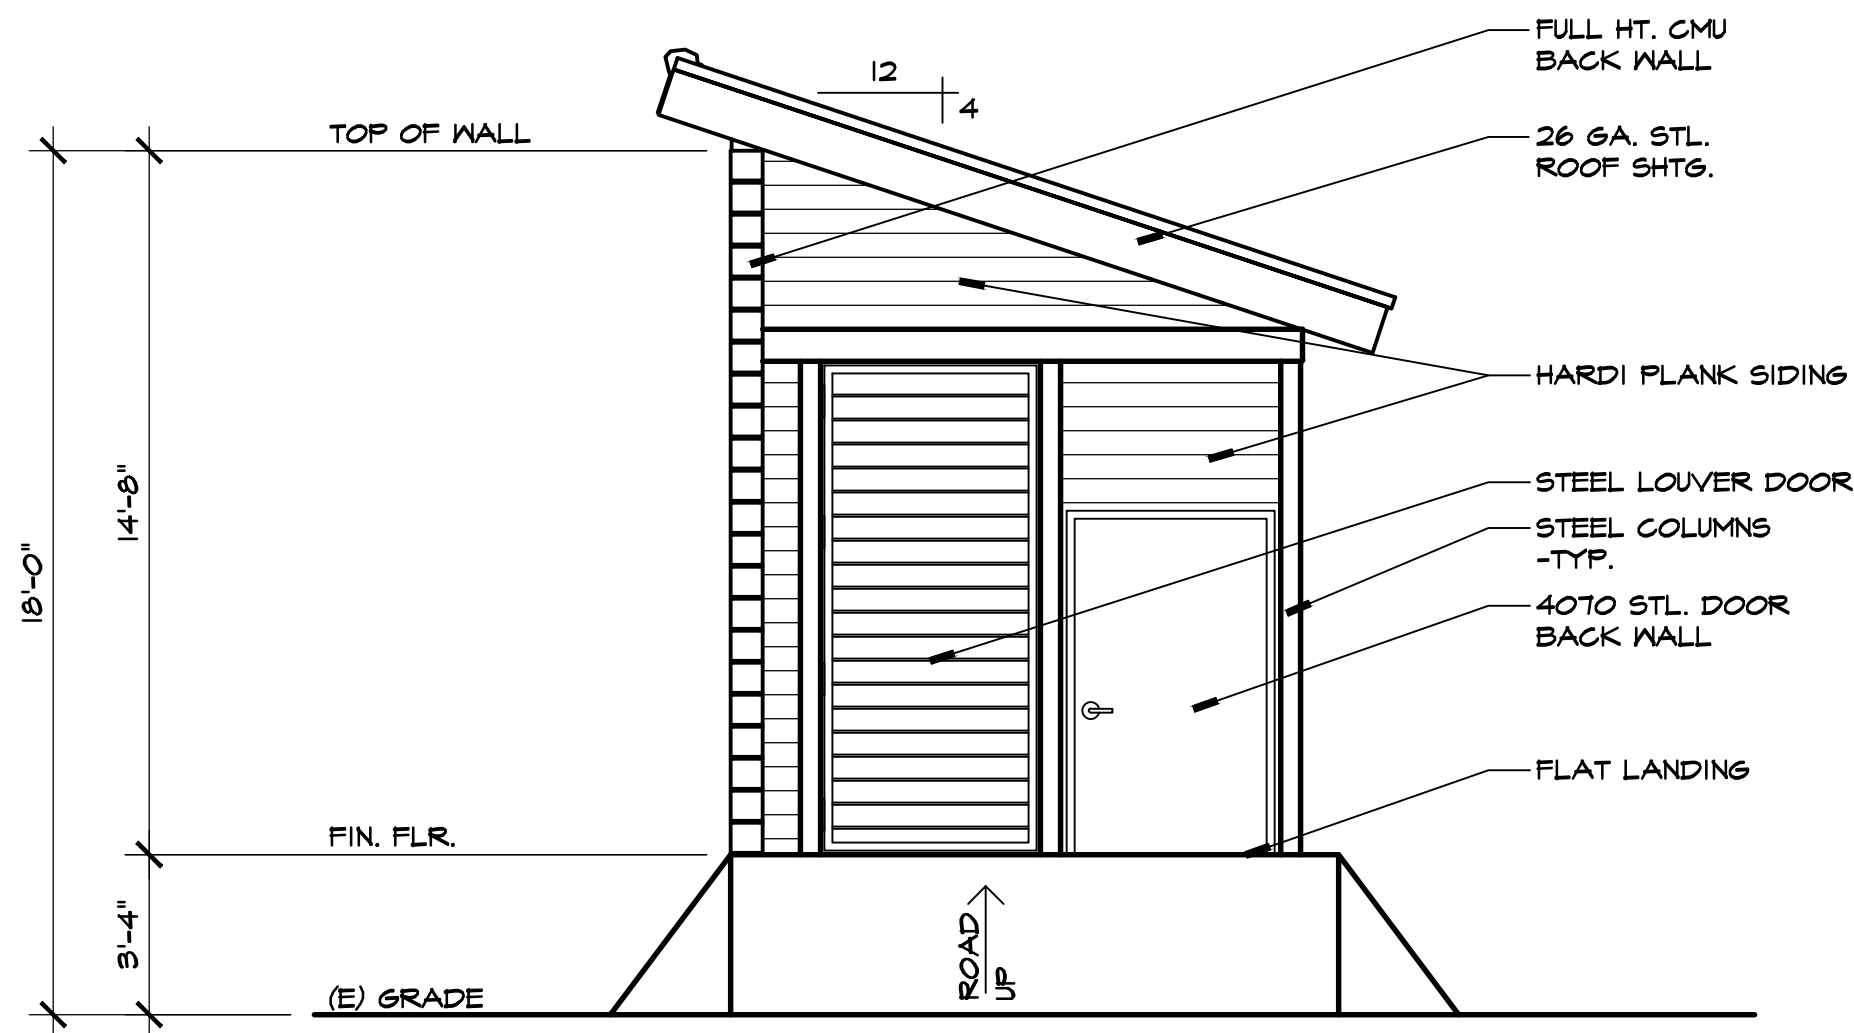 FULL HT. CMU
BACK WALL
12
4
26 GA. STL.
ROOF SHTG.
TOP OF WALL
HARDI PLANK SIDING
14'-8"
STEEL LOUVER DOOR
STEEL COLUMNS
-TYP.
18'-0"
4070 STL. DOOR
BACK WALL
FLAT LANDING
FIN. FLR.
3'-4"
ROAD
UP
(E) GRADE